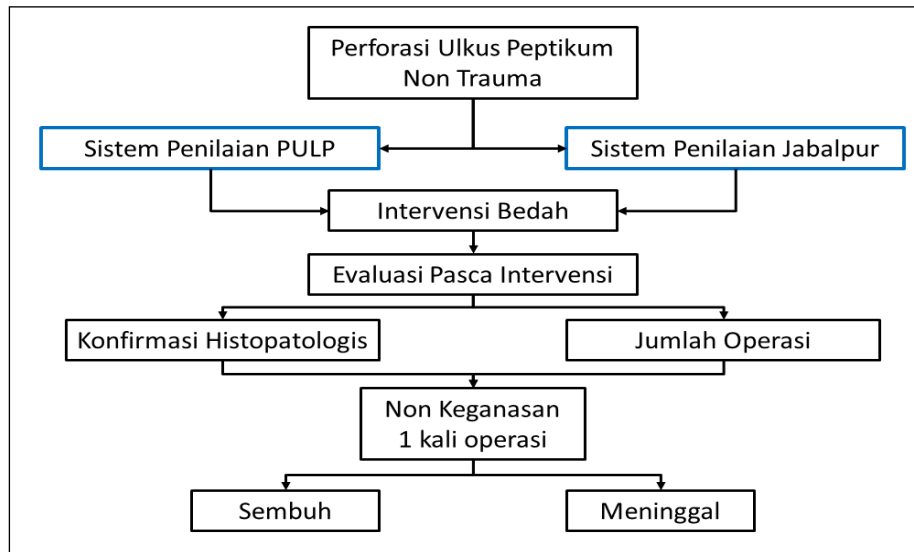 Perforasi Ulkus Peptikum
Non Trauma
Sistem Penilaian PULP
Sistem Penilaian Jabalpur
Intervensi Bedah
Evaluasi Pasca Intervensi
Konfirmasi Histopatologis
Jumlah Operasi
Non Keganasan
1 kali operasi
Sembuh
Meninggal